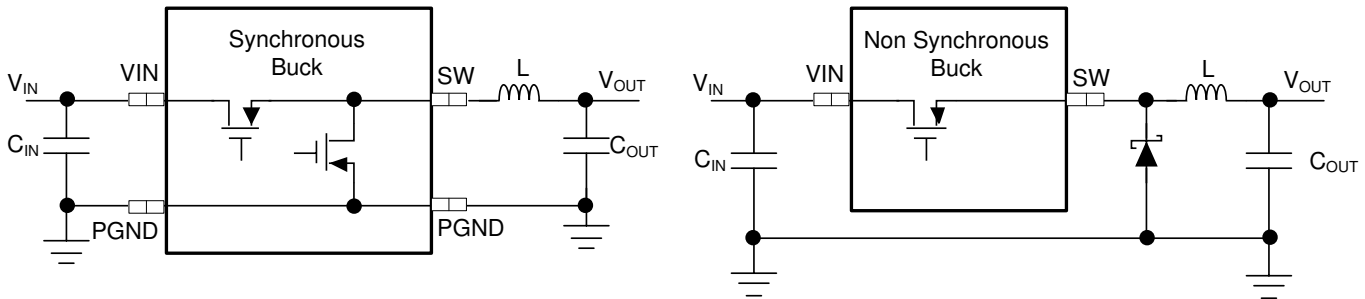 Synchronous
Buck
VIN
SW
L
VIN
VOUT
CIN
COUT
PGND
PGND
Non Synchronous
Buck
VIN
SW
L
VIN
VOUT
CIN
COUT